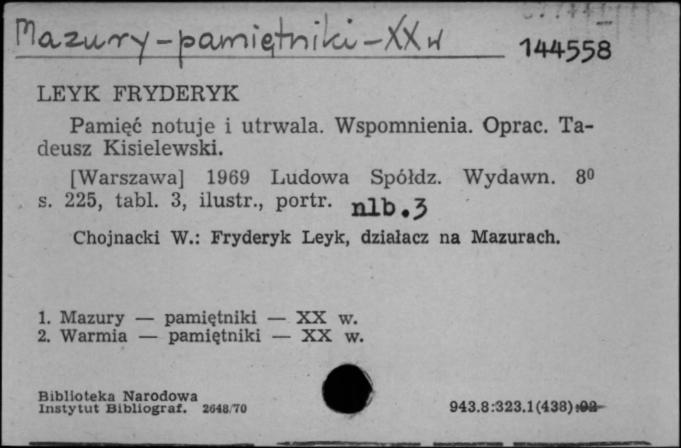 Mazury - pamiętniki - XX w
144558
LEYK FRYDERYK
Pamięć notuje i utrwala. Wspomnienia. Oprac. Ta-
deusz Kisielewski.
[Warszawa] 1969 Ludowa Spółdz. Wydawn. 8⁰
s. 225, tabl. 3, ilustr., portr. nlb.3
Chojnacki W.: Fryderyk Leyk, działacz na Mazurach.
1. Mazury — pamiętniki — XX w.
2. Warmia — pamiętniki — XX w.
Biblioteka Narodowa
Instytut Bibliograf. 2648/70
943.8:323.1(438):92